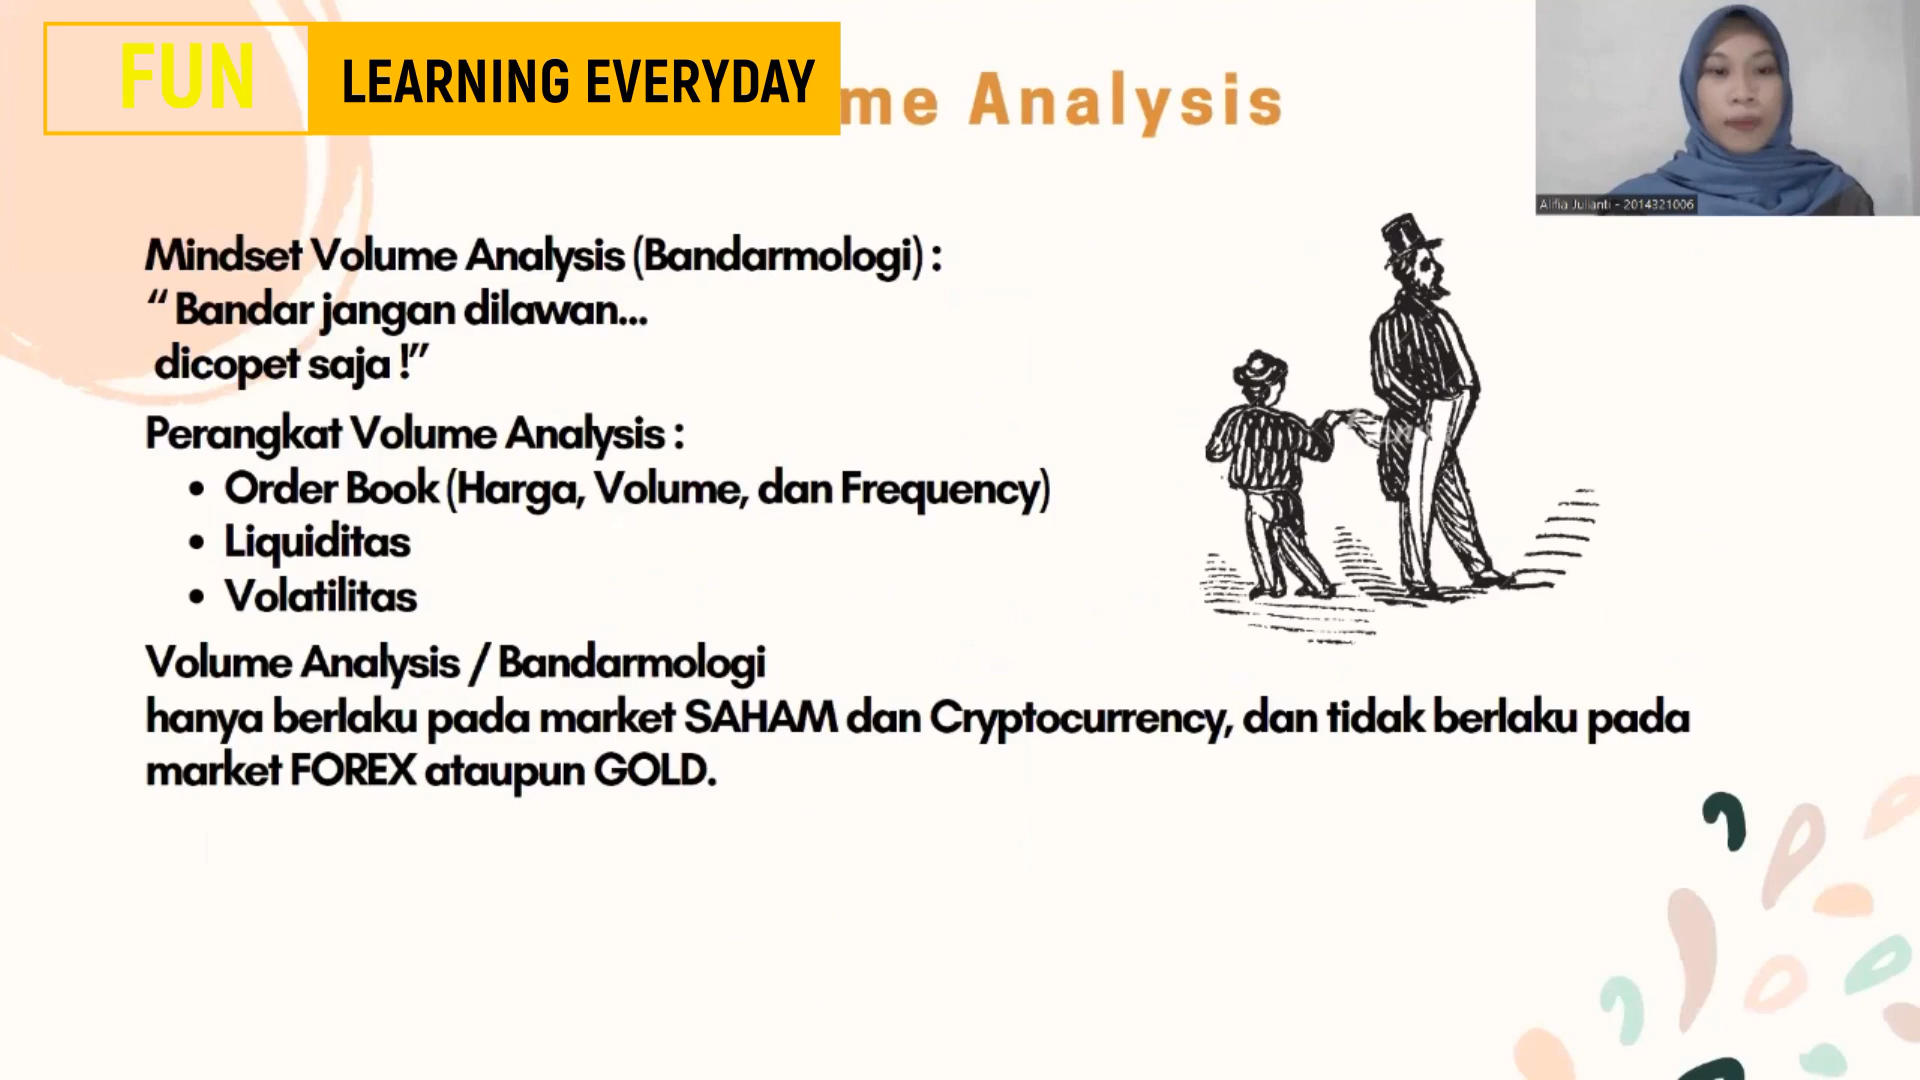 FUN
LEARNING EVERYDAY
me Analysis
Alifia Julianti - 2014321006
Mindset Volume Analysis (Bandarmologi) :
“ Bandar jangan dilawan...
dicopet saja !”
Perangkat Volume Analysis :
• Order Book (Harga, Volume, dan Frequency)
• Liquiditas
• Volatilitas
Volume Analysis / Bandarmologi
hanya berlaku pada market SAHAM dan Cryptocurrency, dan tidak berlaku pada
market FOREX ataupun GOLD.